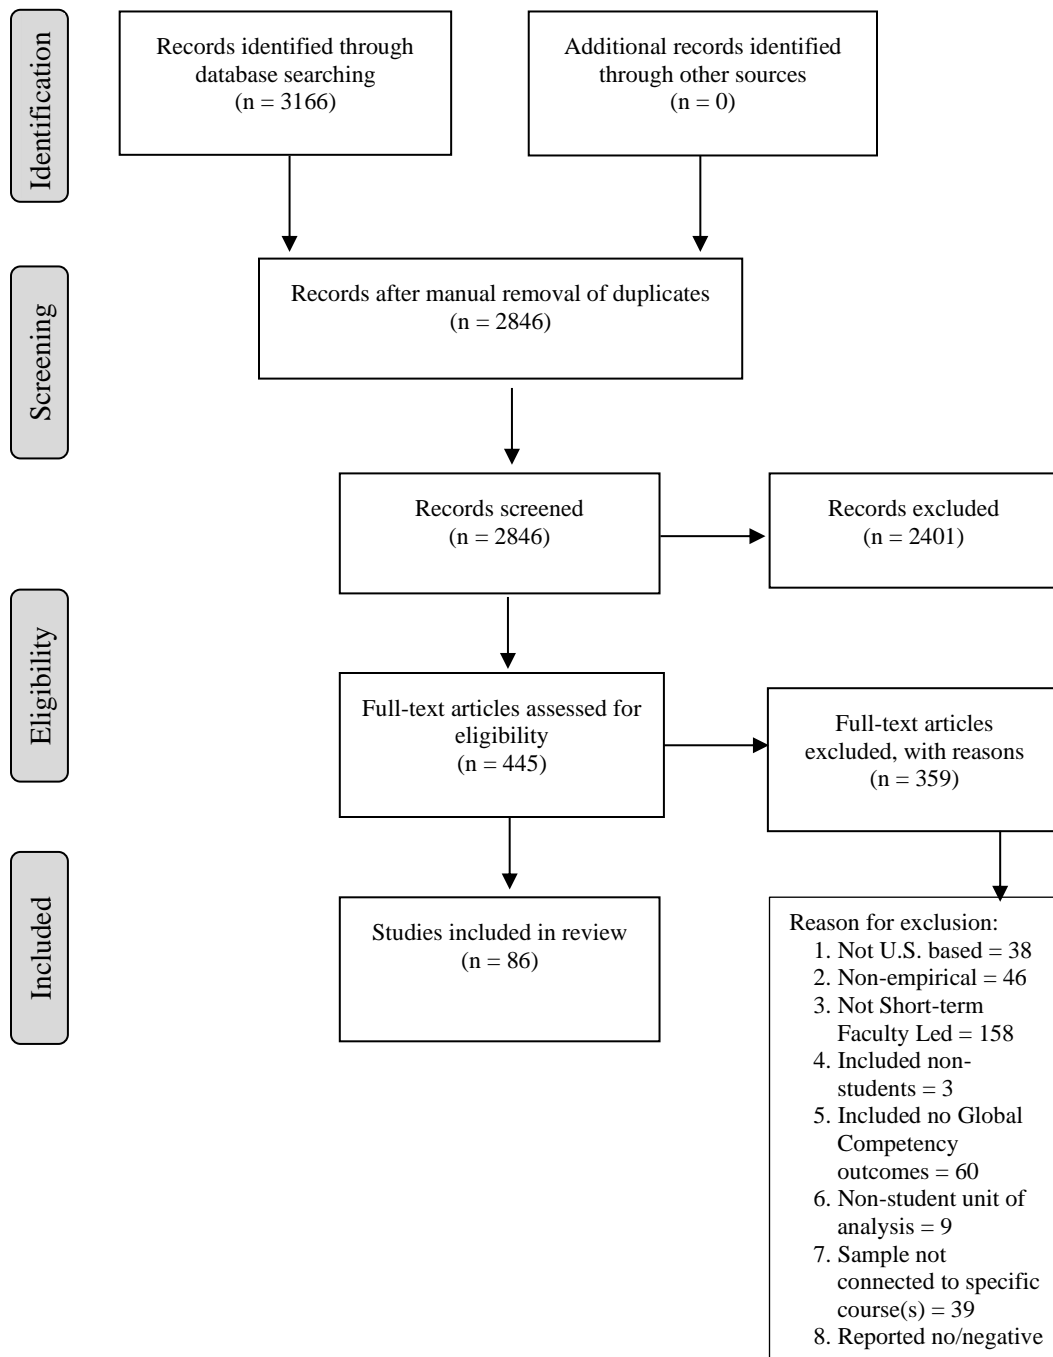 Identification
Records identified through
database searching
(n = 3166)
Additional records identified
through other sources
(n = 0)
Screening
Records after manual removal of duplicates
(n = 2846)
Records screened
(n = 2846)
Records excluded
(n = 2401)
Eligibility
Full-text articles assessed for
eligibility
(n = 445)
Full-text articles
excluded, with reasons
(n = 359)
Included
Studies included in review
(n = 86)
Reason for exclusion:
1. Not U.S. based = 38
2. Non-empirical = 46
3. Not Short-term
Faculty Led = 158
4. Included non-
students = 3
5. Included no Global
Competency
outcomes = 60
6. Non-student unit of
analysis = 9
7. Sample not
connected to specific
course(s) = 39
8. Reported no/negative